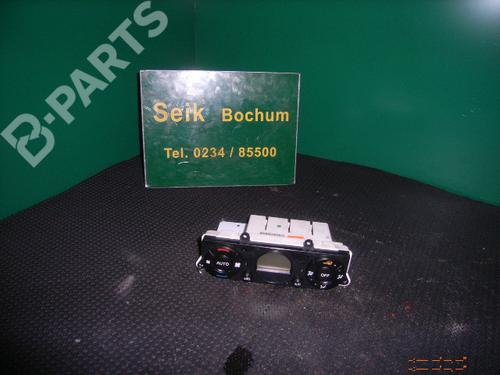 B-PARTS
Seik Bochum
Tel. 0234 / 85500
AUTO
OFF